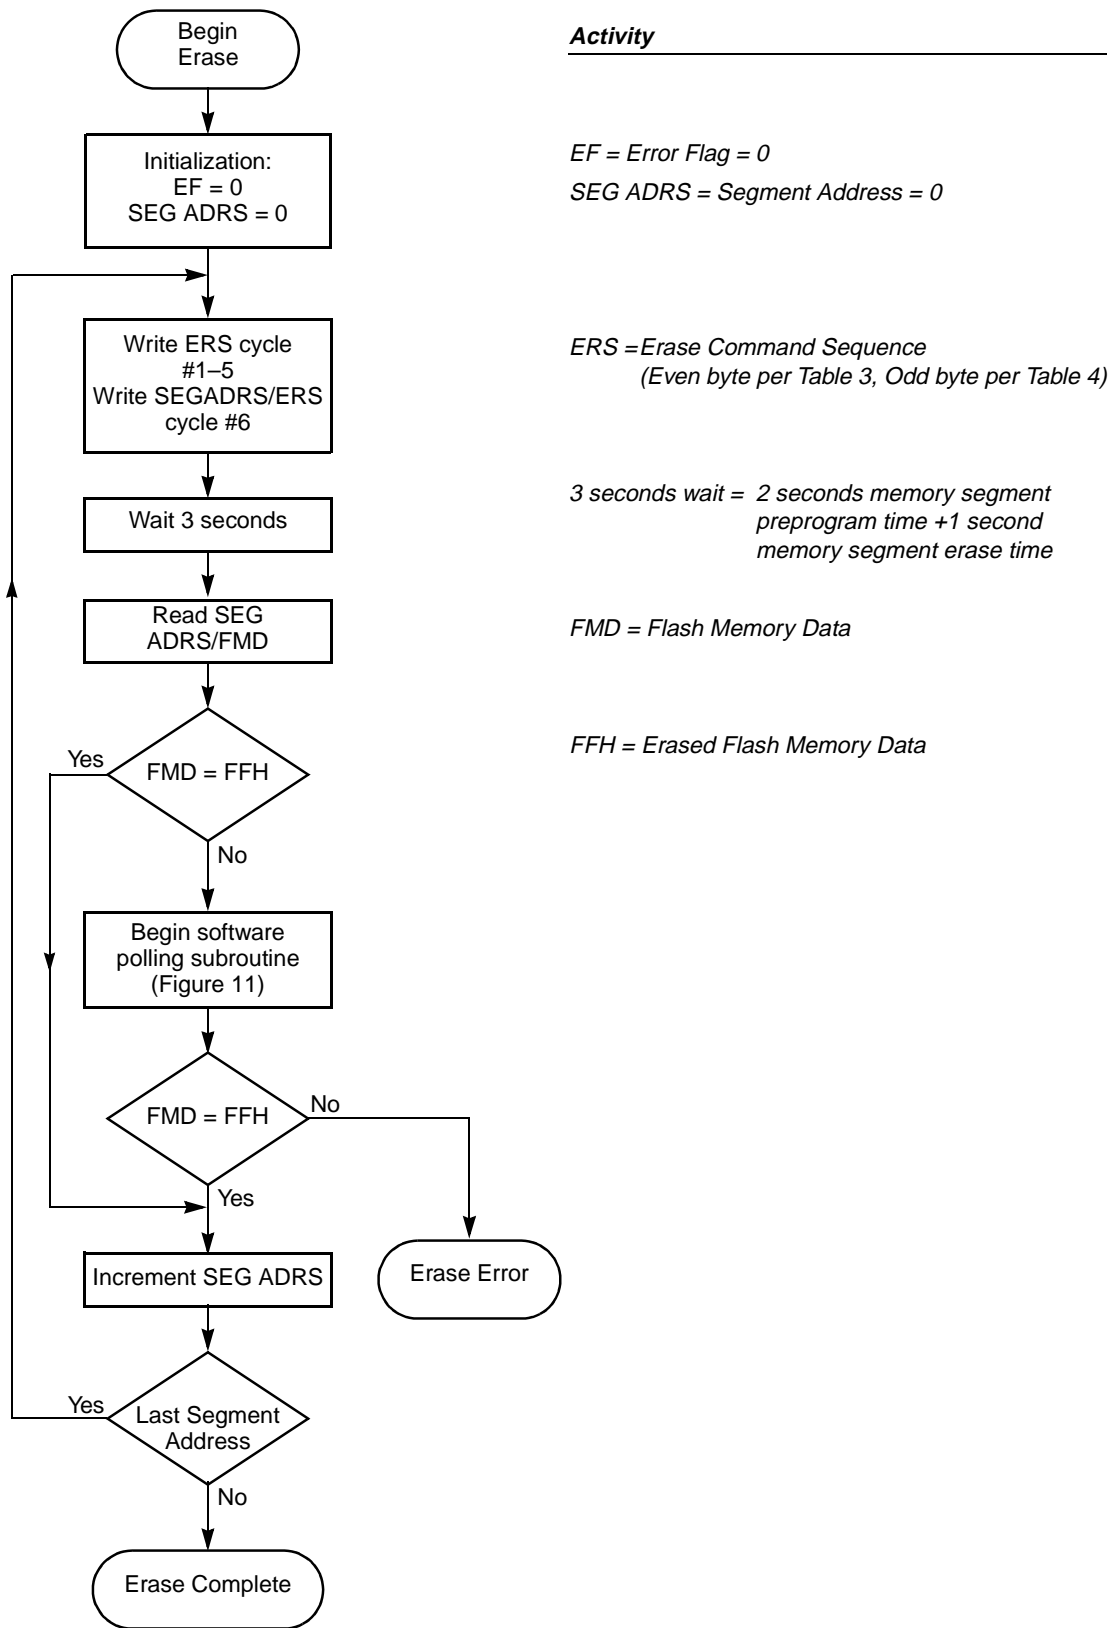 Begin
Erase
Activity
Initialization:
EF = 0
SEG ADRS = 0
EF = Error Flag = 0
SEG ADRS = Segment Address = 0
Write ERS cycle
#1–5
Write SEGADRS/ERS
cycle #6
ERS =Erase Command Sequence
(Even byte per Table 3, Odd byte per Table 4)
Wait 3 seconds
3 seconds wait = 2 seconds memory segment
preprogram time +1 second
memory segment erase time
Read SEG
ADRS/FMD
FMD = Flash Memory Data
Yes
FMD = FFH
FFH = Erased Flash Memory Data
No
Begin software
polling subroutine
(Figure 11)
FMD = FFH
No
Yes
Increment SEG ADRS
Erase Error
Yes
Last Segment
Address
No
Erase Complete